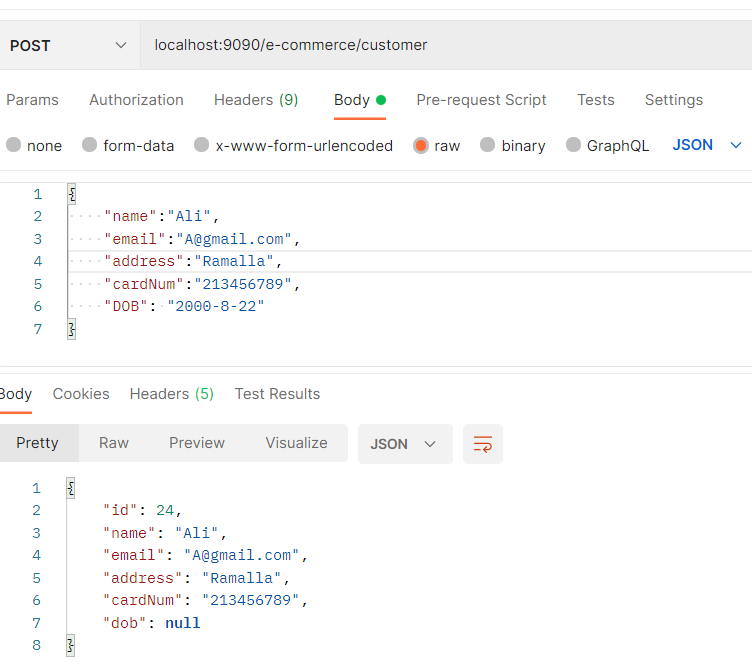 POST localhost:9090/e-commerce/customer
Params Authorization Headers (9) Body Pre-request Script Tests Settings
none form-data x-www-form-urlencoded raw binary GraphQL JSON
1 {
2 "name":"Ali",
3 "email":"A@gmail.com",
4 "address":"Ramalla",
5 "cardNum":"213456789",
6 "DOB": "2000-8-22"
7 }
Body Cookies Headers (5) Test Results
Pretty Raw Preview Visualize JSON
1 {
2 "id": 24,
3 "name": "Ali",
4 "email": "A@gmail.com",
5 "address": "Ramalla",
6 "cardNum": "213456789",
7 "dob": null
8 }